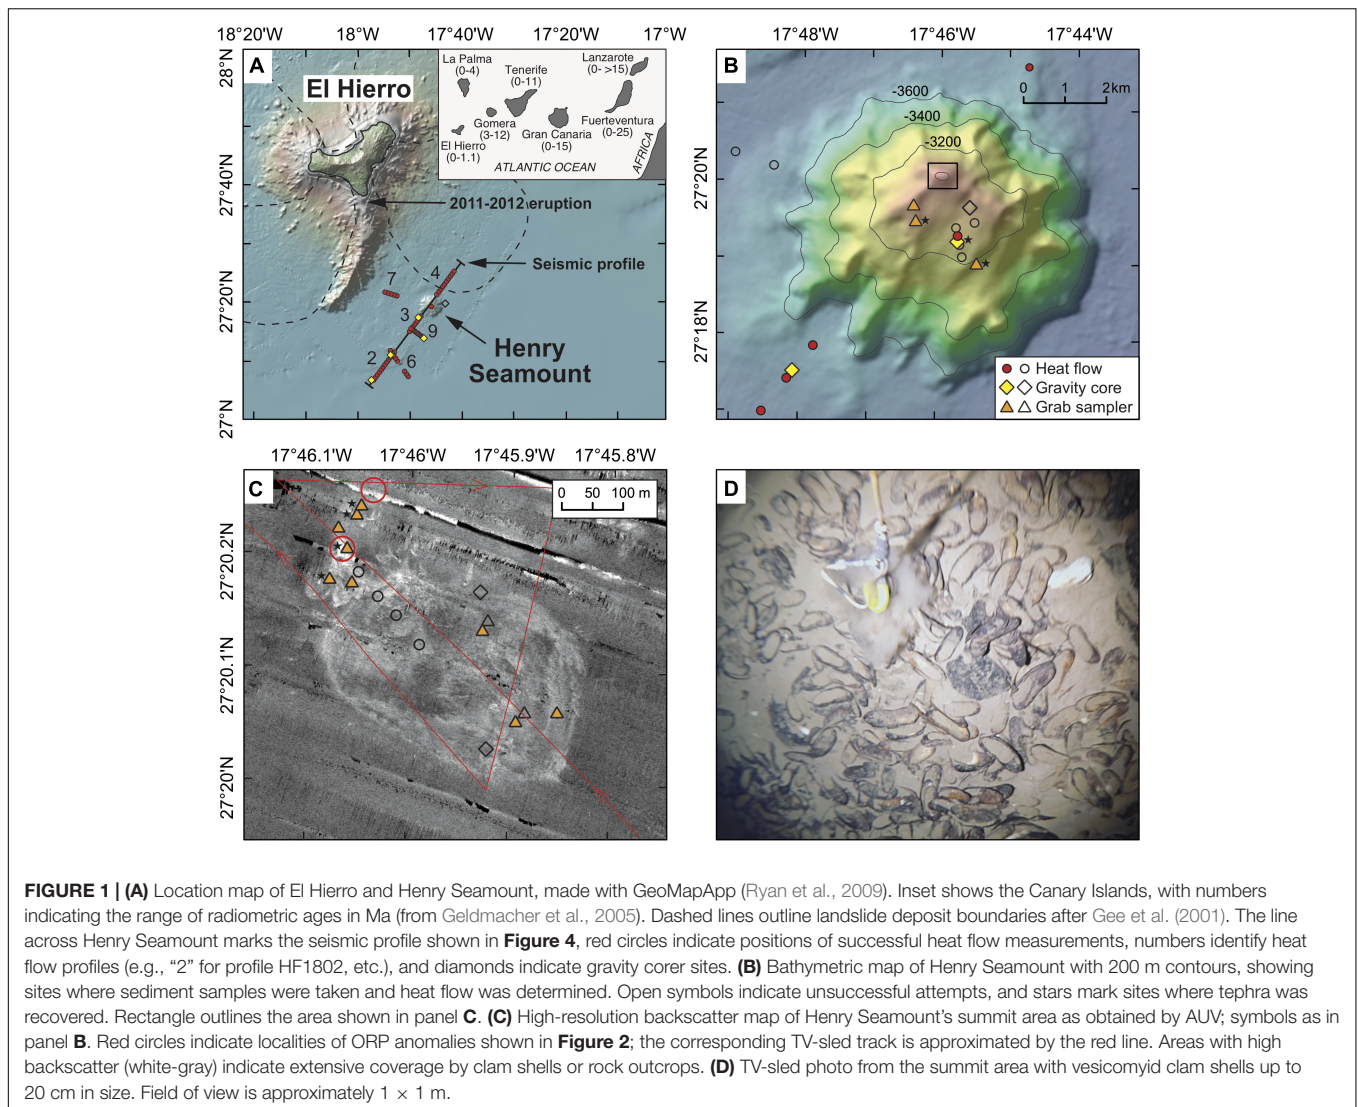 18°20'W 18°W 17°40'W 17°20'W 17°W
28°N
27°40'N
27°20'N
27°N
A
El Hierro
La Palma
(0-4)
Tenerife
(0-11)
Lanzarote
(0- >15)
Gomera
(3-12)
Gran Canaria
(0-15)
Fuerteventura
(0-25)
El Hierro
(0-1.1)
ATLANTIC OCEAN
AFRICA
2011-2012 eruption
Seismic profile
7
4
3
9
2
6
Henry
Seamount
17°48'W 17°46'W 17°44'W
27°20'N
27°18'N
B
-3600
-3400
-3200
0 1 2km
Heat flow
Gravity core
Grab sampler
17°46.1'W 17°46'W 17°45.9'W 17°45.8'W
27°20.2'N
27°20.1'N
27°20'N
C
0 50 100 m
D
FIGURE 1 | (A) Location map of El Hierro and Henry Seamount, made with GeoMapApp (Ryan et al., 2009). Inset shows the Canary Islands, with numbers
indicating the range of radiometric ages in Ma (from Geldmacher et al., 2005). Dashed lines outline landslide deposit boundaries after Gee et al. (2001). The line
across Henry Seamount marks the seismic profile shown in Figure 4, red circles indicate positions of successful heat flow measurements, numbers identify heat
flow profiles (e.g., “2” for profile HF1802, etc.), and diamonds indicate gravity corer sites. (B) Bathymetric map of Henry Seamount with 200 m contours, showing
sites where sediment samples were taken and heat flow was determined. Open symbols indicate unsuccessful attempts, and stars mark sites where tephra was
recovered. Rectangle outlines the area shown in panel C. (C) High-resolution backscatter map of Henry Seamount’s summit area as obtained by AUV; symbols as in
panel B. Red circles indicate localities of ORP anomalies shown in Figure 2; the corresponding TV-sled track is approximated by the red line. Areas with high
backscatter (white-gray) indicate extensive coverage by clam shells or rock outcrops. (D) TV-sled photo from the summit area with vesicomyid clam shells up to
20 cm in size. Field of view is approximately 1 × 1 m.